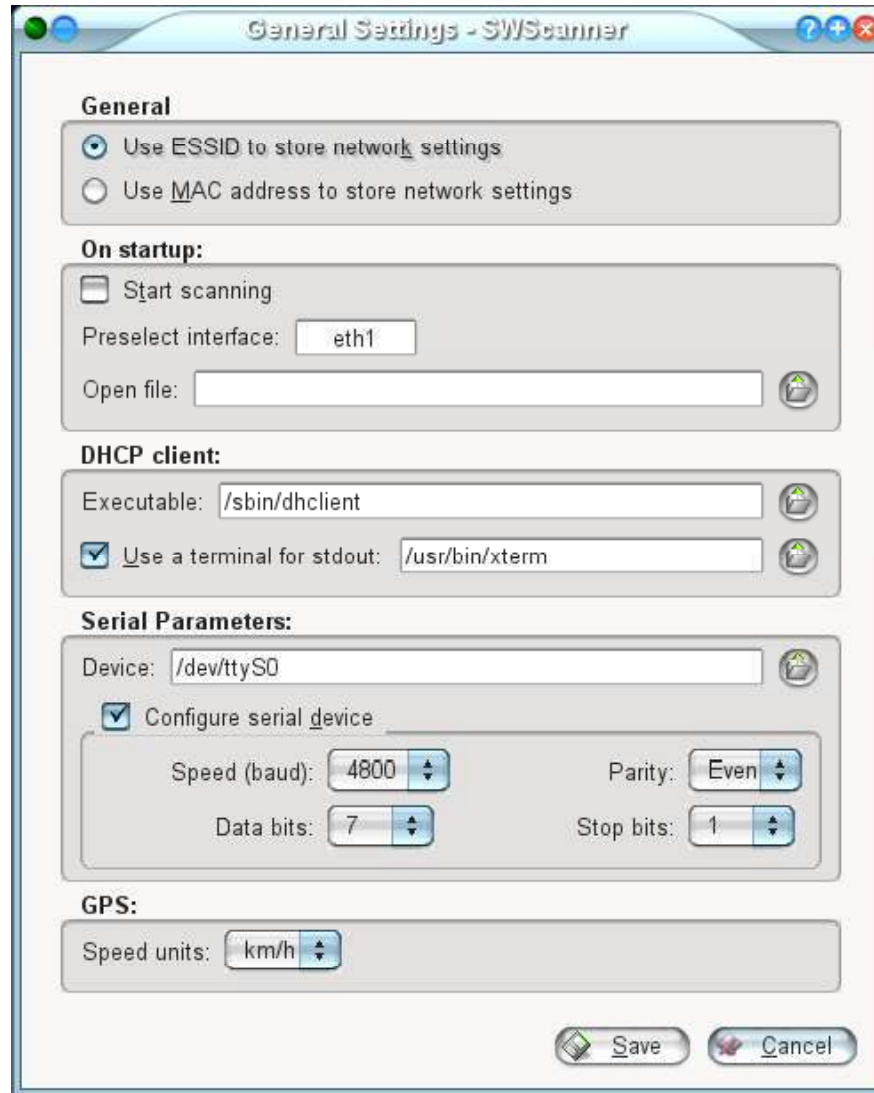 General Settings - SWScanner
General
Use ESSID to store network settings
Use MAC address to store network settings
On startup:
Start scanning
Preselect interface: eth1
Open file:
DHCP client:
Executable: /sbin/dhclient
Use a terminal for stdout: /usr/bin/xterm
Serial Parameters:
Device: /dev/ttyS0
Configure serial device
Speed (baud): 4800 Parity: Even
Data bits: 7 Stop bits: 1
GPS:
Speed units: km/h
Save Cancel